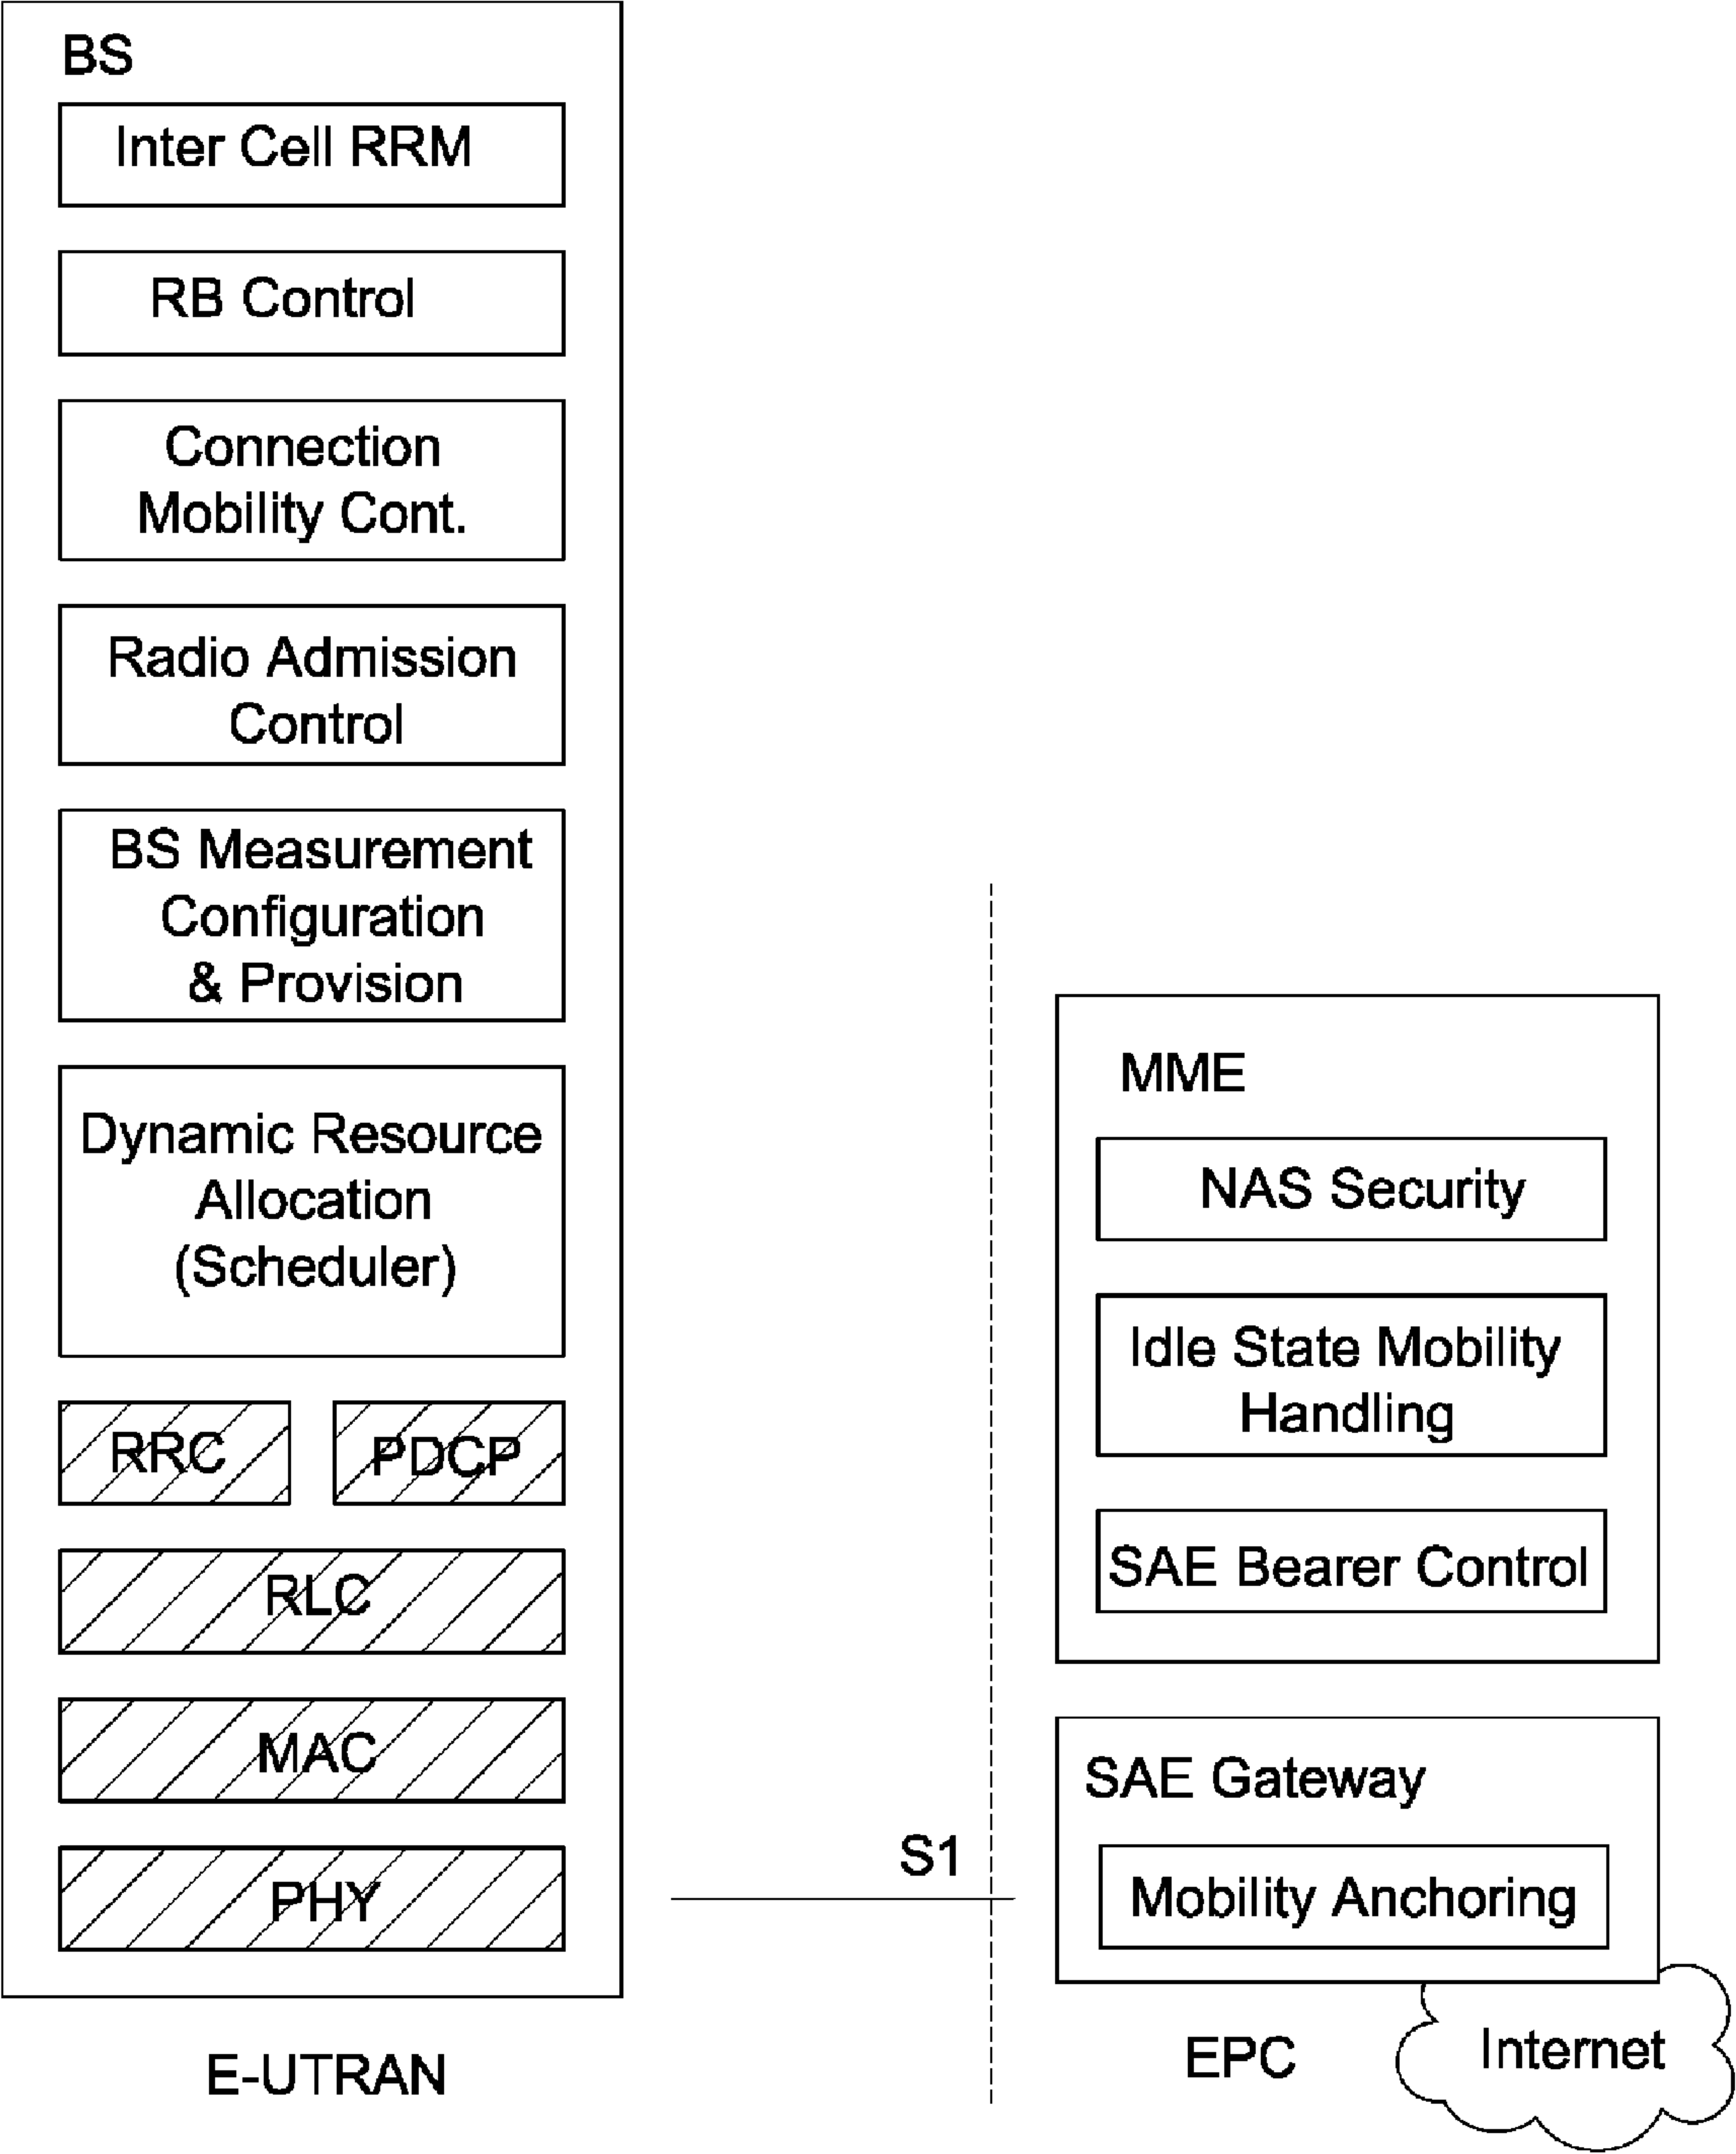 BS
Inter Cell RRM
RB Control
Connection
Mobility Cont.
Radio Admission
Control
BS Measurement
Configuration
& Provision
Dynamic Resource
Allocation
(Scheduler)
RRC
PDCP
RLC
MAC
PHY
E-UTRAN
S1
MME
NAS Security
Idle State Mobility
Handling
SAE Bearer Control
SAE Gateway
Mobility Anchoring
EPC
Internet